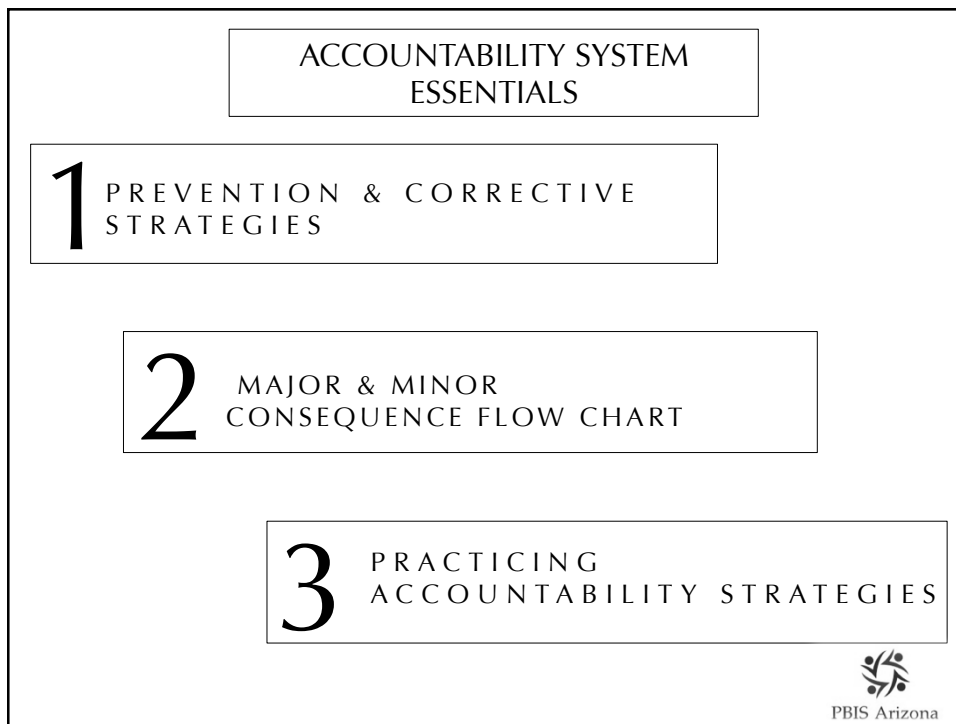 ACCOUNTABILITY SYSTEM
ESSENTIALS
1 PREVENTION & CORRECTIVE
STRATEGIES
2 MAJOR & MINOR
CONSEQUENCE FLOW CHART
3 PRACTICING
ACCOUNTABILITY STRATEGIES
PBIS Arizona